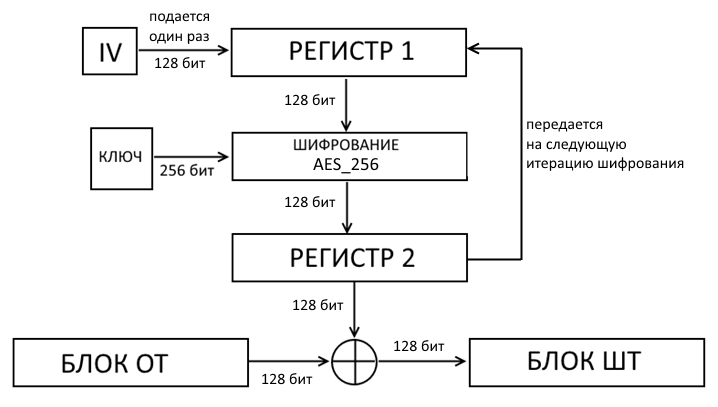 подается
один раз
IV
128 бит
РЕГИСТР 1
128 бит
передается
на следующую
итерацию шифрования
КЛЮЧ
256 бит
ШИФРОВАНИЕ
AES_256
128 бит
РЕГИСТР 2
128 бит
БЛОК ОТ
128 бит
128 бит
БЛОК ШТ